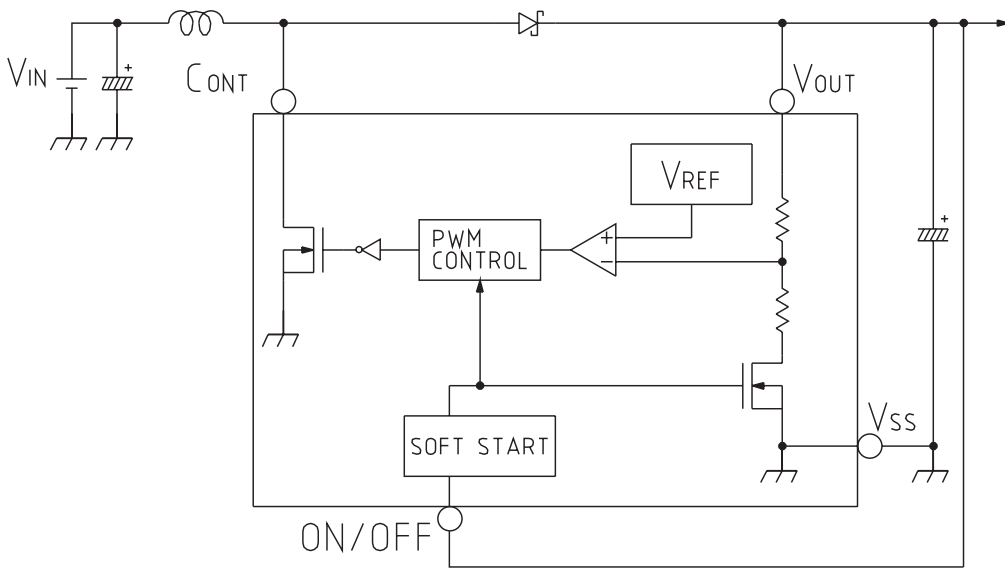 VIN
+
CONT
VOUT
VREF
+
PWM
CONTROL
+
−
VSS
SOFT START
ON/OFF